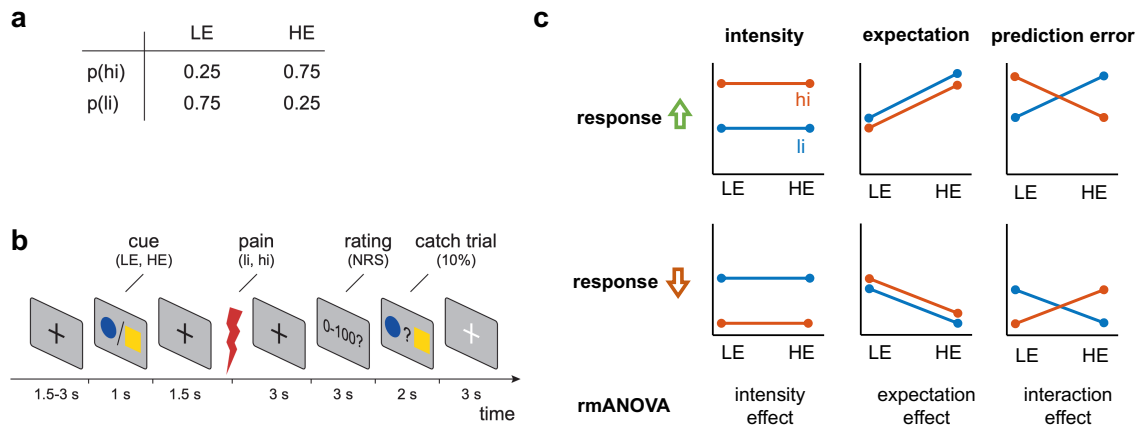 a
LE HE
p(hi) 0.25 0.75
p(li) 0.75 0.25
b
cue
(LE, HE)
pain
(li, hi)
rating
(NRS)
catch trial
(10%)
0-100?
?
1.5-3 s 1 s 1.5 s 3 s 3 s 2 s 3 s
time
c
intensity expectation prediction error
response
hi
li
LE HE LE HE LE HE
response
LE HE LE HE LE HE
rmANOVA
intensity
effect
expectation
effect
interaction
effect